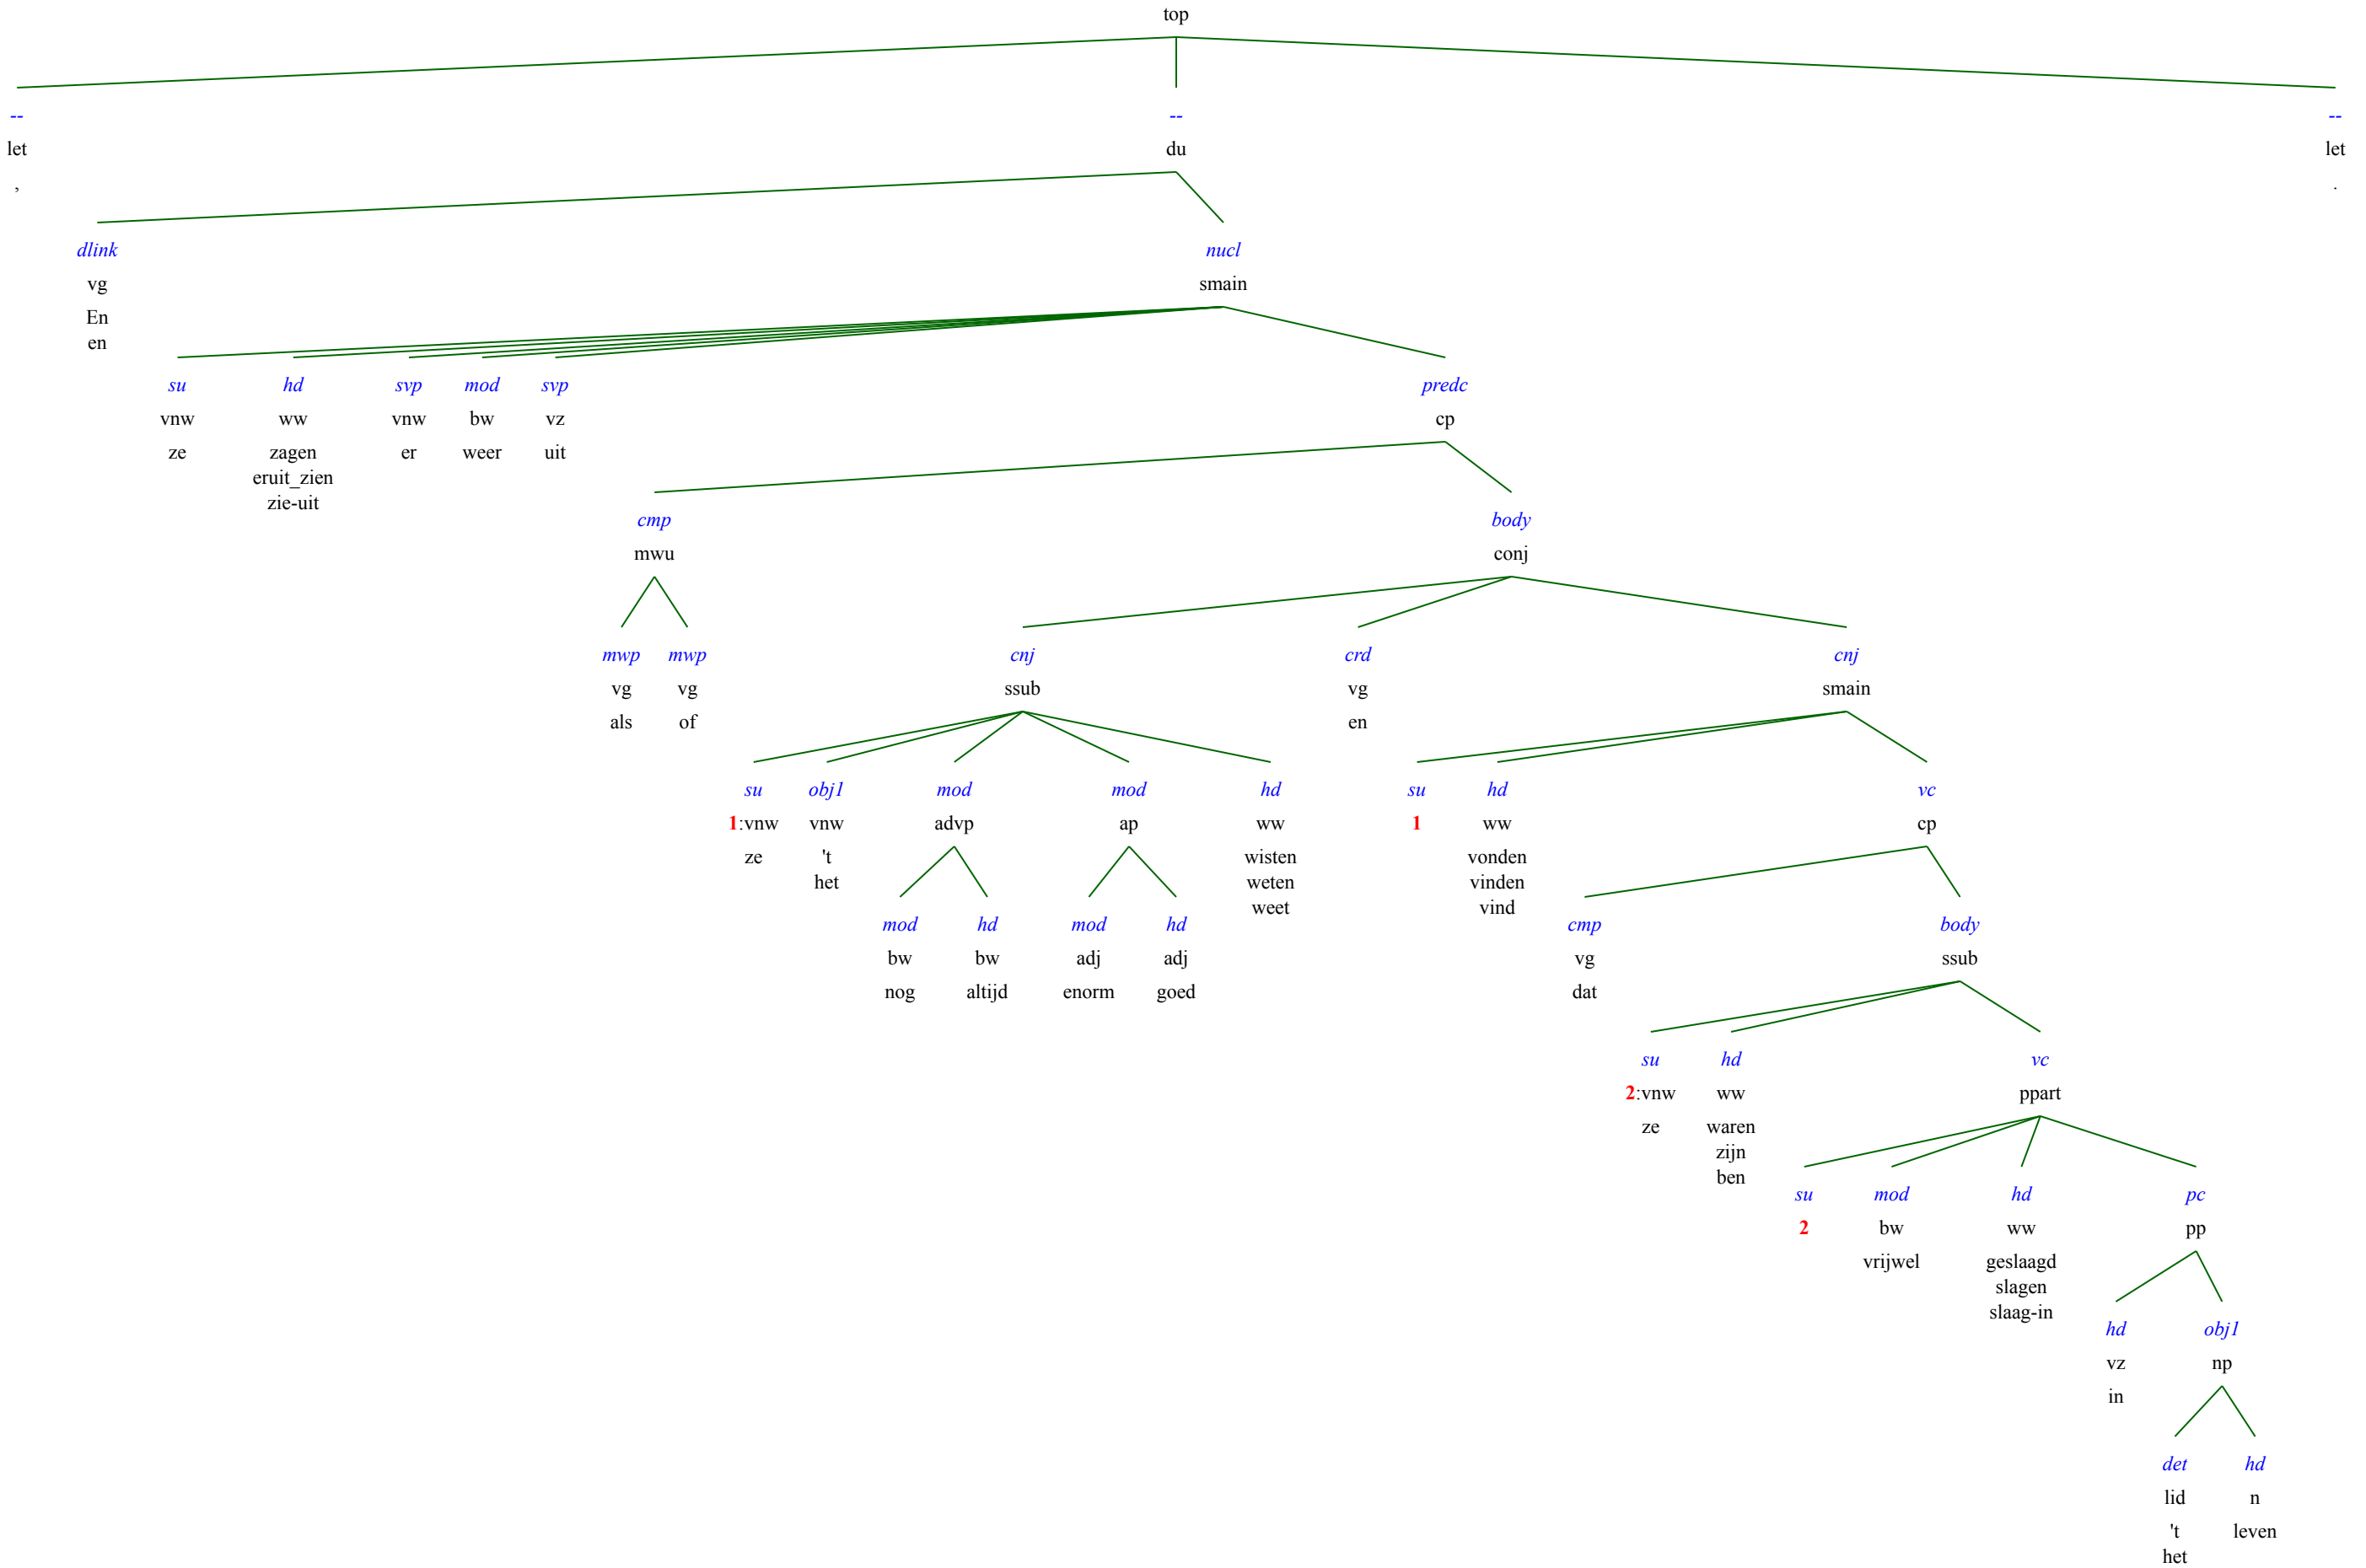 top
-- -- --
let du let
, .
dlink nucl
vg smain
En
en
su hd svp mod svp predc
vnw ww vnw bw vz cp
ze zagen er weer uit
eruit_zien
zie-uit
cmp body
mwu conj
mwp mwp cnj crd cnj
vg vg ssub vg smain
als of en
su obj1 mod mod hd su hd vc
1:vnw vnw advp ap ww 1 ww cp
ze 't wisten vonden
het weten vinden
weet vind
mod hd mod hd cmp body
bw bw adj adj vg ssub
nog altijd enorm goed dat
su hd vc
2:vnw ww ppart
ze waren
zijn
ben
su mod hd pc
2 bw ww pp
vrijwel geslaagd
slagen
slaag-in
hd obj1
vz np
in
det hd
lid n
't leven
het